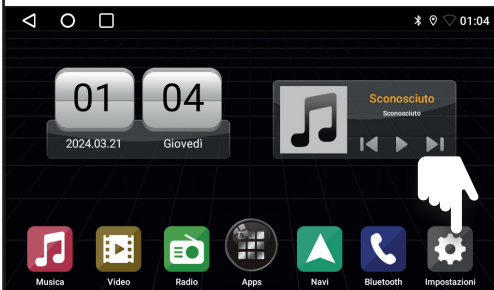 01:04
01 04
2024.03.21 Giovedì
Sconosciuto
Sconosciuto
Musica Video Radio Apps Navi Bluetooth Impostazioni